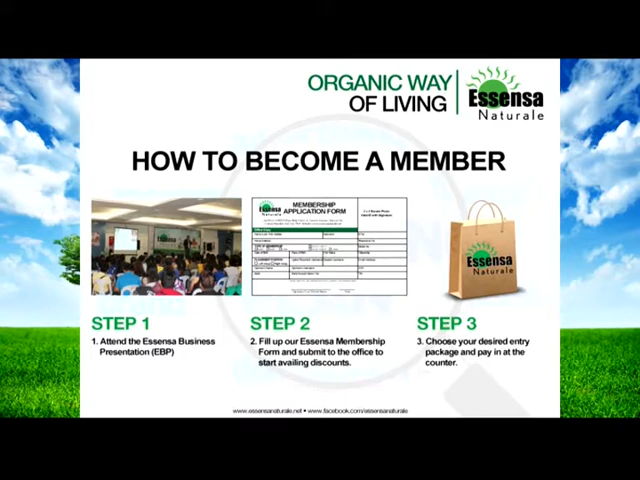 ORGANIC WAY
OF LIVING
Essensa
Naturale
HOW TO BECOME A MEMBER
Essensa
Naturale
MEMBERSHIP
APPLICATION FORM
Essensa
Naturale
STEP 1
1. Attend the Essensa Business
Presentation (EBP)
STEP 2
2. Fill up our Essensa Membership
Form and submit to the office to
start availing discounts.
STEP 3
3. Choose your desired entry
package and pay in at the
counter.
www.essensanaturale.net • www.facebook.com/essensanaturale